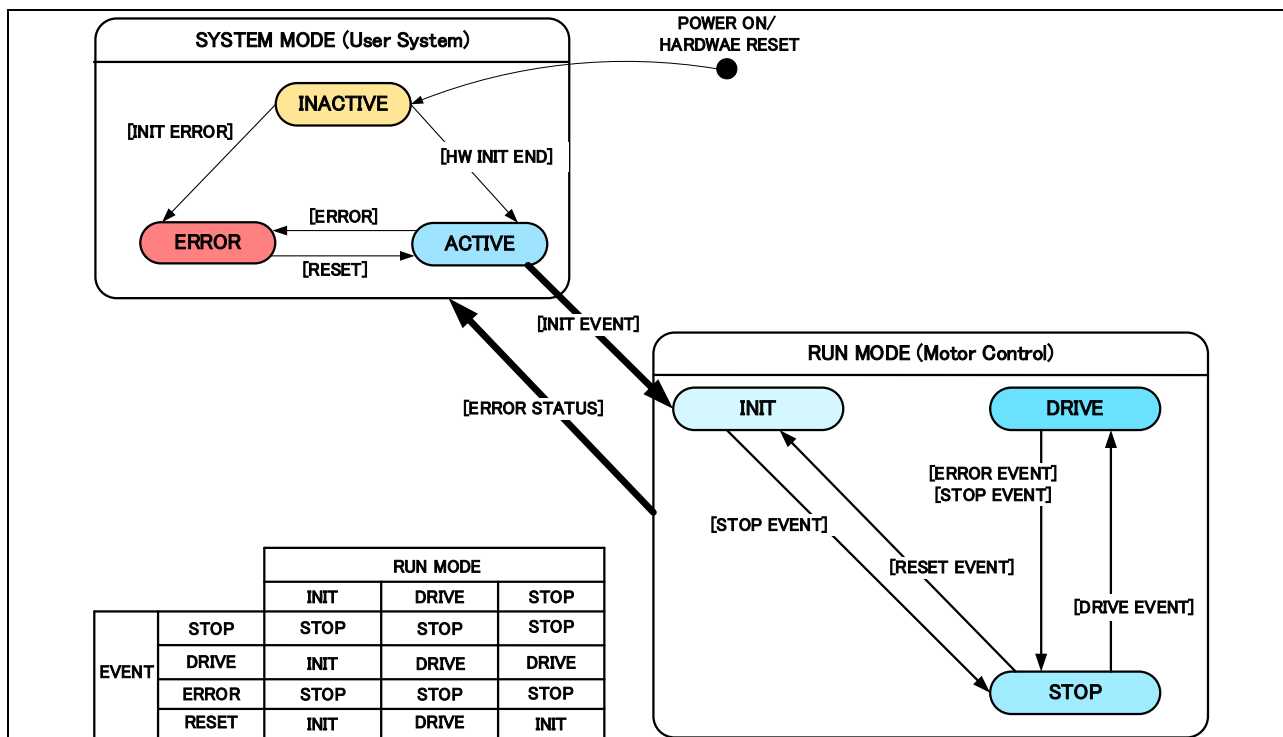 POWER ON/
HARDWAE RESET
SYSTEM MODE (User System)
INACTIVE
[INIT ERROR]
[HW INIT END]
[ERROR]
ERROR
ACTIVE
[RESET]
[INIT EVENT]
[ERROR STATUS]
RUN MODE (Motor Control)
INIT
DRIVE
[ERROR EVENT]
[STOP EVENT]
[STOP EVENT]
[RESET EVENT]
[DRIVE EVENT]
STOP
RUN MODE
INIT DRIVE STOP
EVENT
STOP STOP STOP STOP
DRIVE INIT DRIVE DRIVE
ERROR STOP STOP STOP
RESET INIT DRIVE INIT